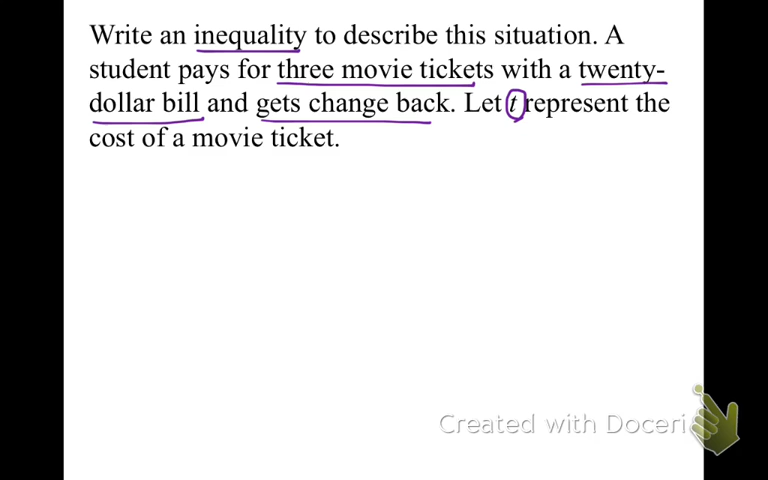 Write an inequality to describe this situation. A
student pays for three movie tickets with a twenty-
dollar bill and gets change back. Let t represent the
cost of a movie ticket.
Created with Doceri